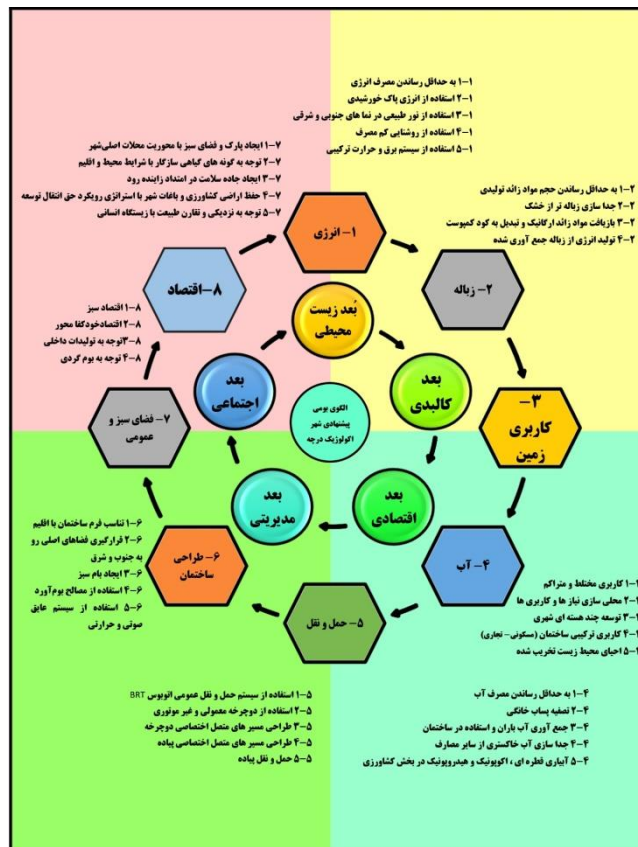 ۱-۱ به حداقل رساندن مصرف انرژی
۱-۲ استفاده از انرژی پاک خورشیدی
۱-۳ استفاده از نور طبیعی در نما های جنوبی و شرقی
۱-۴ استفاده از روشنایی کم مصرف
۱-۵ استفاده از سیستم برق و حرارت ترکیبی
۷-۱ ایجاد پارک و فضای سبز با محوریت محلات اصلی شهر
۷-۲ توجه به گونه های گیاهی سازگار با شرایط محیط و اقلیم
۷-۳ ایجاد جاده سلامت در امتداد زاینده رود
۷-۴ حفظ اراضی کشاورزی و باغات شهر با استراتژی رویکرد حق انتقال توسعه
۷-۵ توجه به نزدیکی و تقارن طبیعت با زیستگاه انسانی
۲-۱ به حداقل رساندن حجم مواد زائد تولیدی
۲-۲ جدا سازی زباله تر از خشک
۲-۳ بازیافت مواد زائد ارگانیک و تبدیل به کود کمپوست
۲-۴ تولید انرژی از زباله جمع آوری شده
۱- انرژی
۲- زباله
۸-اقتصاد
۸-۱ اقتصاد سبز
۸-۲ اقتصادخودکفا محور
۸-۳توجه به تولیدات داخلی
۸-۴ توجه به بوم گردی
بُعد زیست
محیطی
بعد
اجتماعی
بعد
کالبدی
الگوی بومی
پیشنهادی شهر
اکولوژیک درچه
۳-
کاربری
زمین
۷- فضای سبز و
عمومی
بعد
مدیریتی
بعد
اقتصادی
۶- طراحی
ساختمان
۴- آب
۵- حمل و نقل
۶-۱ تناسب فرم ساختمان با اقلیم
۶-۲ قرارگیری فضاهای اصلی رو
به جنوب و شرق
۶-۳ ایجاد بام سبز
۶-۴ استفاده از مصالح بوم‌آورد
۶-۵ استفاده از سیستم عایق
صوتی و حرارتی
۱-۱ کاربری مختلط و متراکم
۲-۱ محلی سازی نیاز ها و کاربری ها
۳-۱ توسعه چند هسته ای شهری
۴-۱ کاربری ترکیبی ساختمان (مسکونی- تجاری)
۵-۱ احیای محیط زیست تخریب شده
۵-۱ استفاده از سیستم حمل و نقل عمومی اتوبوس BRT
۵-۲ استفاده از دوچرخه معمولی و غیر موتوری
۵-۳ طراحی مسیر های متصل اختصاصی دوچرخه
۵-۴ طراحی مسیر های متصل اختصاصی پیاده
۵-۵ حمل و نقل پیاده
۴-۱ به حداقل رساندن مصرف آب
۴-۲ تصفیه پساب خانگی
۴-۳ جمع آوری آب باران و استفاده در ساختمان
۴-۴ جدا سازی آب خاکستری از سایر مصارف
۴-۵ آبیاری قطره ای ، اکوپونیک و هیدروپونیک در بخش کشاورزی